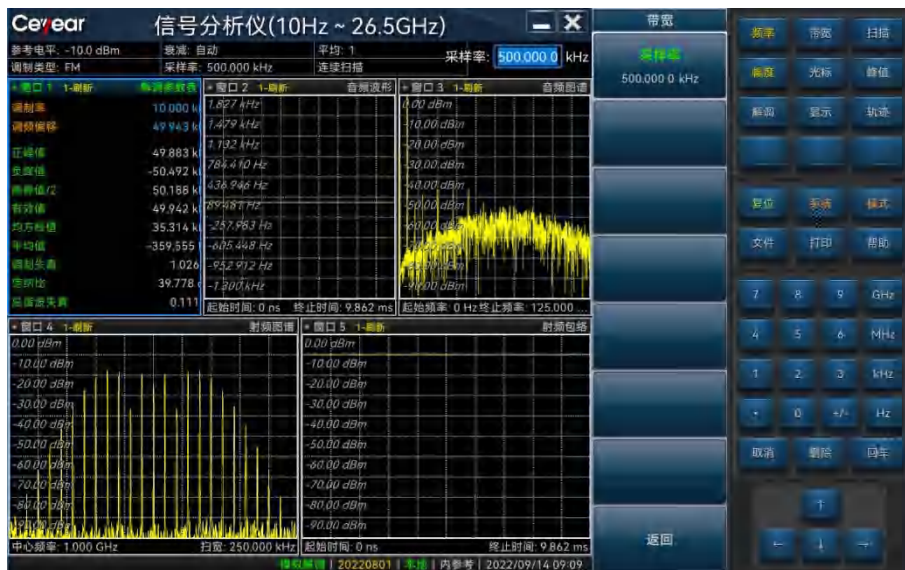 Ceyear 信号分析仪(10Hz ~ 26.5GHz)
参考电平: -10.0 dBm 衰减: 自动 平均: 1
调制类型: FM 采样率: 500.000 kHz 连续扫描
采样率: 500.000 0 kHz
窗口 1 1-刷新 解调参数表
调制率 10.000 k
调频偏移 49.943 k
正峰值 49.883 k
负峰值 -50.492 k
峰峰值/2 50.188 k
有效值 49.942 k
均方根值 35.314 k
平均值 -359.555
调制失真 1.026
信纳比 39.778
总谐波失真 0.111
窗口 2 1-刷新 音频波形
1.827 kHz
1.479 kHz
1.132 kHz
784.410 Hz
436.946 Hz
89.481 Hz
-257.983 Hz
-605.448 Hz
-952.912 Hz
-1.300 kHz
起始时间: 0 ns 终止时间: 9.862 ms
窗口 3 1-刷新 音频图谱
0.00 dBm
-10.00 dBm
-20.00 dBm
-30.00 dBm
-40.00 dBm
-50.00 dBm
-60.00 dBm
-90.00 dBm
起始频率: 0 Hz 终止频率: 125.000 ...
窗口 4 1-刷新 射频图谱
0.00 dBm
-10.00 dBm
-20.00 dBm
-30.00 dBm
-40.00 dBm
-50.00 dBm
-60.00 dBm
-70.00 dBm
-80.00 dBm
-90.00 dBm
中心频率: 1.000 GHz 扫宽: 250.000 kHz
窗口 5 1-刷新 射频包络
0.00 dBm
-10.00 dBm
-20.00 dBm
-30.00 dBm
-40.00 dBm
-50.00 dBm
-60.00 dBm
-70.00 dBm
-80.00 dBm
-90.00 dBm
起始时间: 0 ns 终止时间: 9.862 ms
模拟解调 | 20220801 | 本地 | 内参考 | 2022/09/14 09:09
带宽
采样率
500.000 0 kHz
返回
频率 带宽 扫描
幅度 光标 峰值
解调 显示 轨迹
复位 系统 模式
文件 打印 帮助
7 8 9 GHz
4 5 6 MHz
1 2 3 kHz
• 0 +/- Hz
取消 删除 回车
↑
← ↓ →